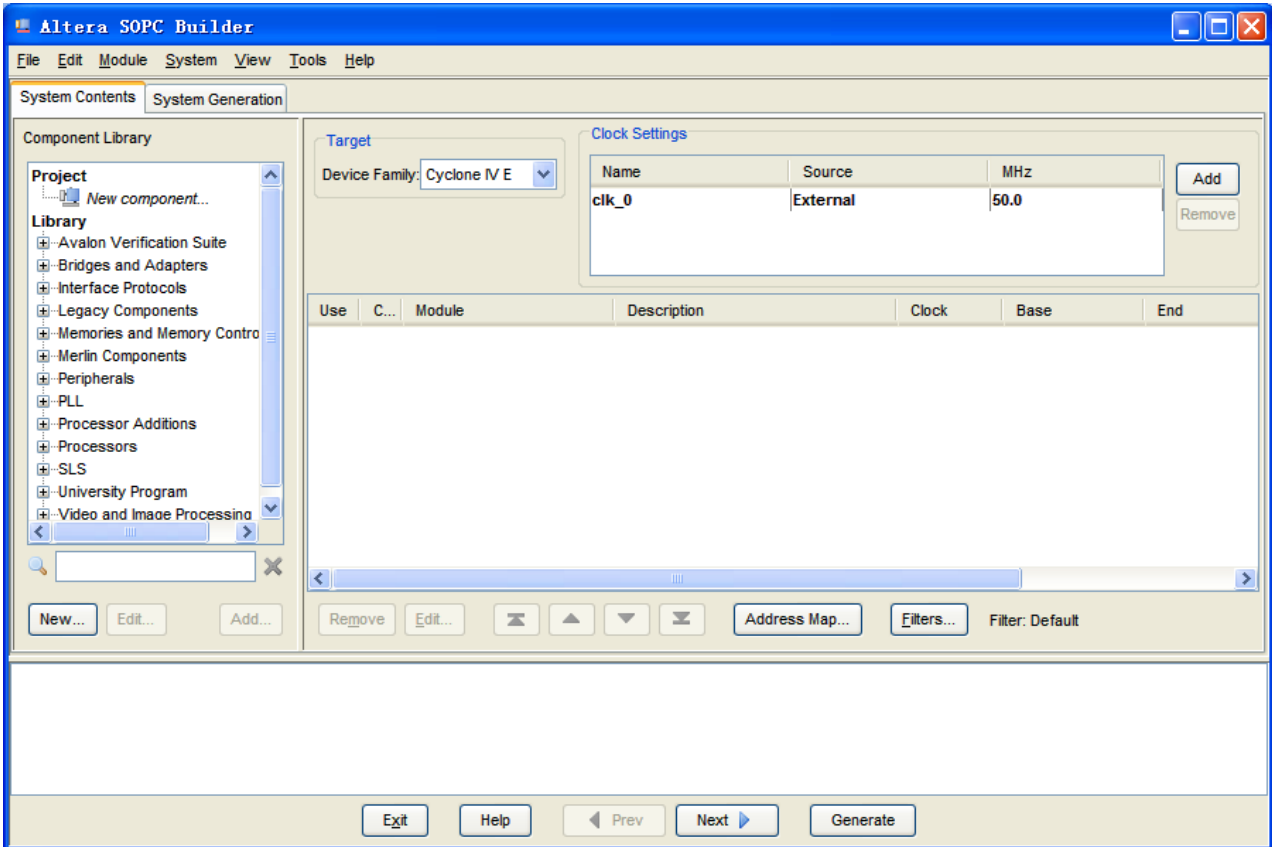 Altera SOPC Builder
File Edit Module System View Tools Help
System Contents System Generation
Component Library
Project
New component...
Library
Avalon Verification Suite
Bridges and Adapters
Interface Protocols
Legacy Components
Memories and Memory Contro
Merlin Components
Peripherals
PLL
Processor Additions
Processors
SLS
University Program
Video and Image Processing
New... Edit... Add...
Target
Device Family: Cyclone IV E
Clock Settings
Name Source MHz
clk_0 External 50.0
Add
Remove
Use C... Module Description Clock Base End
Remove Edit... Address Map... Filters... Filter: Default
Exit Help Prev Next Generate